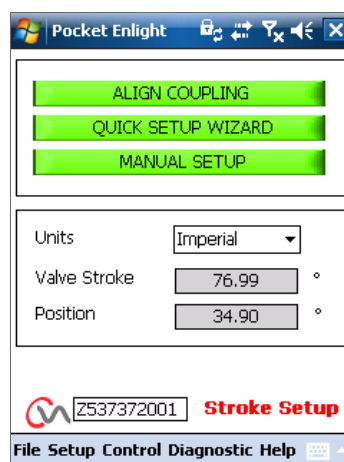 Pocket Enlight
ALIGN COUPLING
QUICK SETUP WIZARD
MANUAL SETUP
Units Imperial
Valve Stroke 76.99 °
Position 34.90 °
Z537372001 Stroke Setup
File Setup Control Diagnostic Help